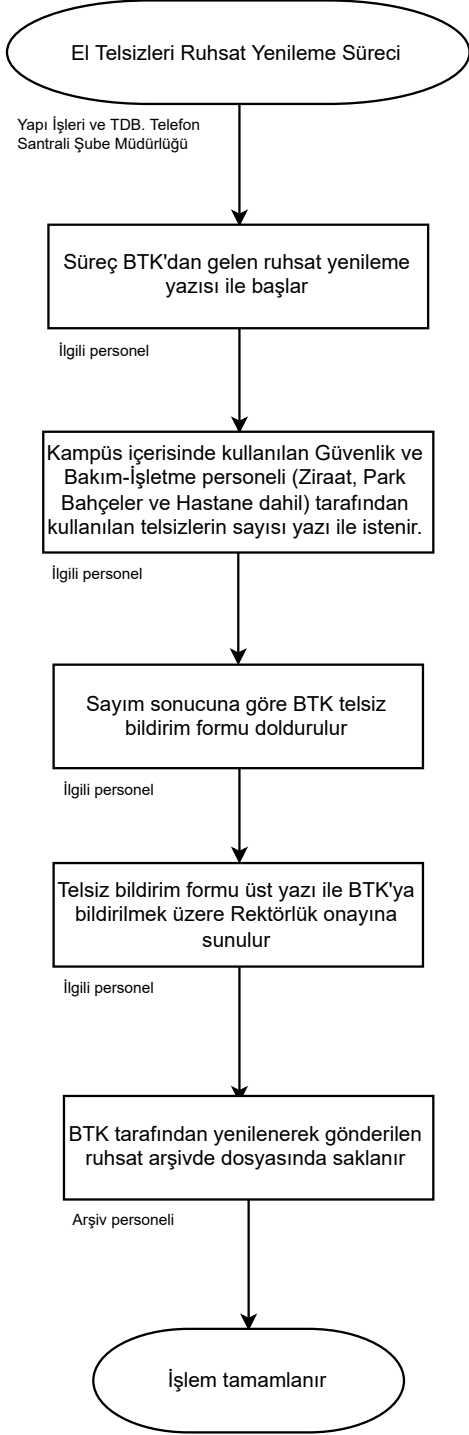 El Telsizleri Ruhsat Yenileme Süreci
Yapı İşleri ve TDB. Telefon
Santrali Şube Müdürlüğü
Süreç BTK'dan gelen ruhsat yenileme
yazısı ile başlar
İlgili personel
Kampüs içerisinde kullanılan Güvenlik ve
Bakım-İşletme personeli (Ziraat, Park
Bahçeler ve Hastane dahil) tarafından
kullanılan telsizlerin sayısı yazı ile istenir.
İlgili personel
Sayım sonucuna göre BTK telsiz
bildirim formu doldurulur
İlgili personel
Telsiz bildirim formu üst yazı ile BTK'ya
bildirilmek üzere Rektörlük onayına
sunulur
İlgili personel
BTK tarafından yenilenerek gönderilen
ruhsat arşivde dosyasında saklanır
Arşiv personeli
İşlem tamamlanır